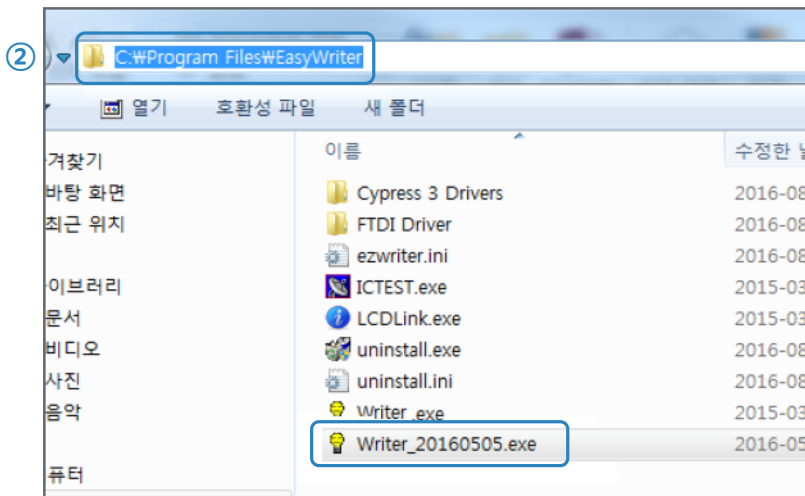 ②
C:₩Program Files₩EasyWriter
열기 호환성 파일 새 폴더
이름 수정한 날
겨찾기
바탕 화면
최근 위치
이브러리
문서
비디오
사진
음악
퓨터
Cypress 3 Drivers 2016-08
FTDI Driver 2016-08
ezwriter.ini 2016-08
ICTEST.exe 2015-03
LCDLink.exe 2015-03
uninstall.exe 2016-08
uninstall.ini 2016-08
Writer .exe 2015-03
Writer_20160505.exe 2016-05